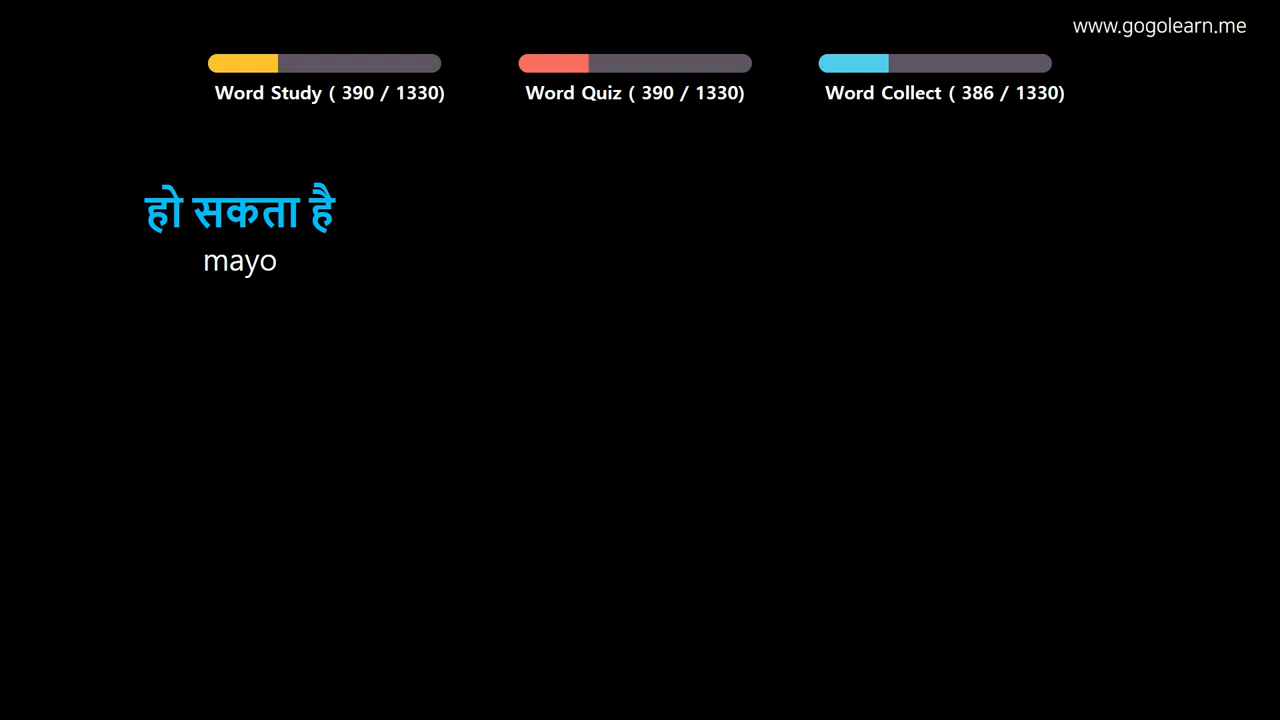 www.gogolearn.me
Word Study ( 390 / 1330)
Word Quiz ( 390 / 1330)
Word Collect ( 386 / 1330)
हो सकता है
mayo